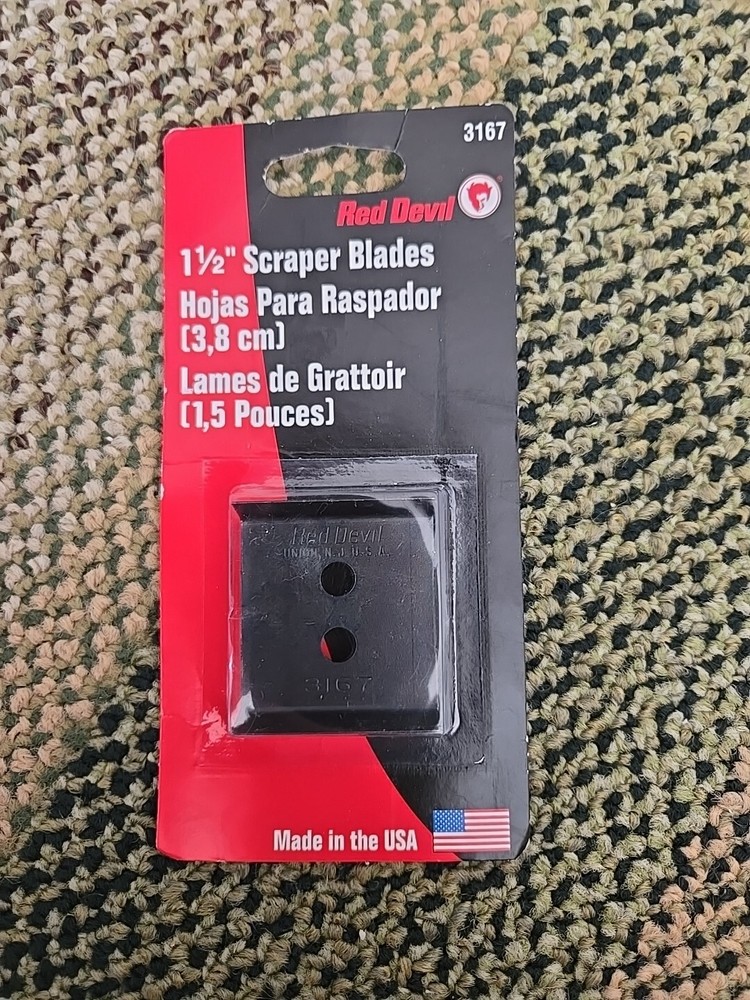 3167
Red Devil
1½" Scraper Blades
Hojas Para Raspador
(3,8 cm)
Lames de Grattoir
(1,5 Pouces)
Red Devil
UNION, N.J. U.S.A.
3167
Made in the USA